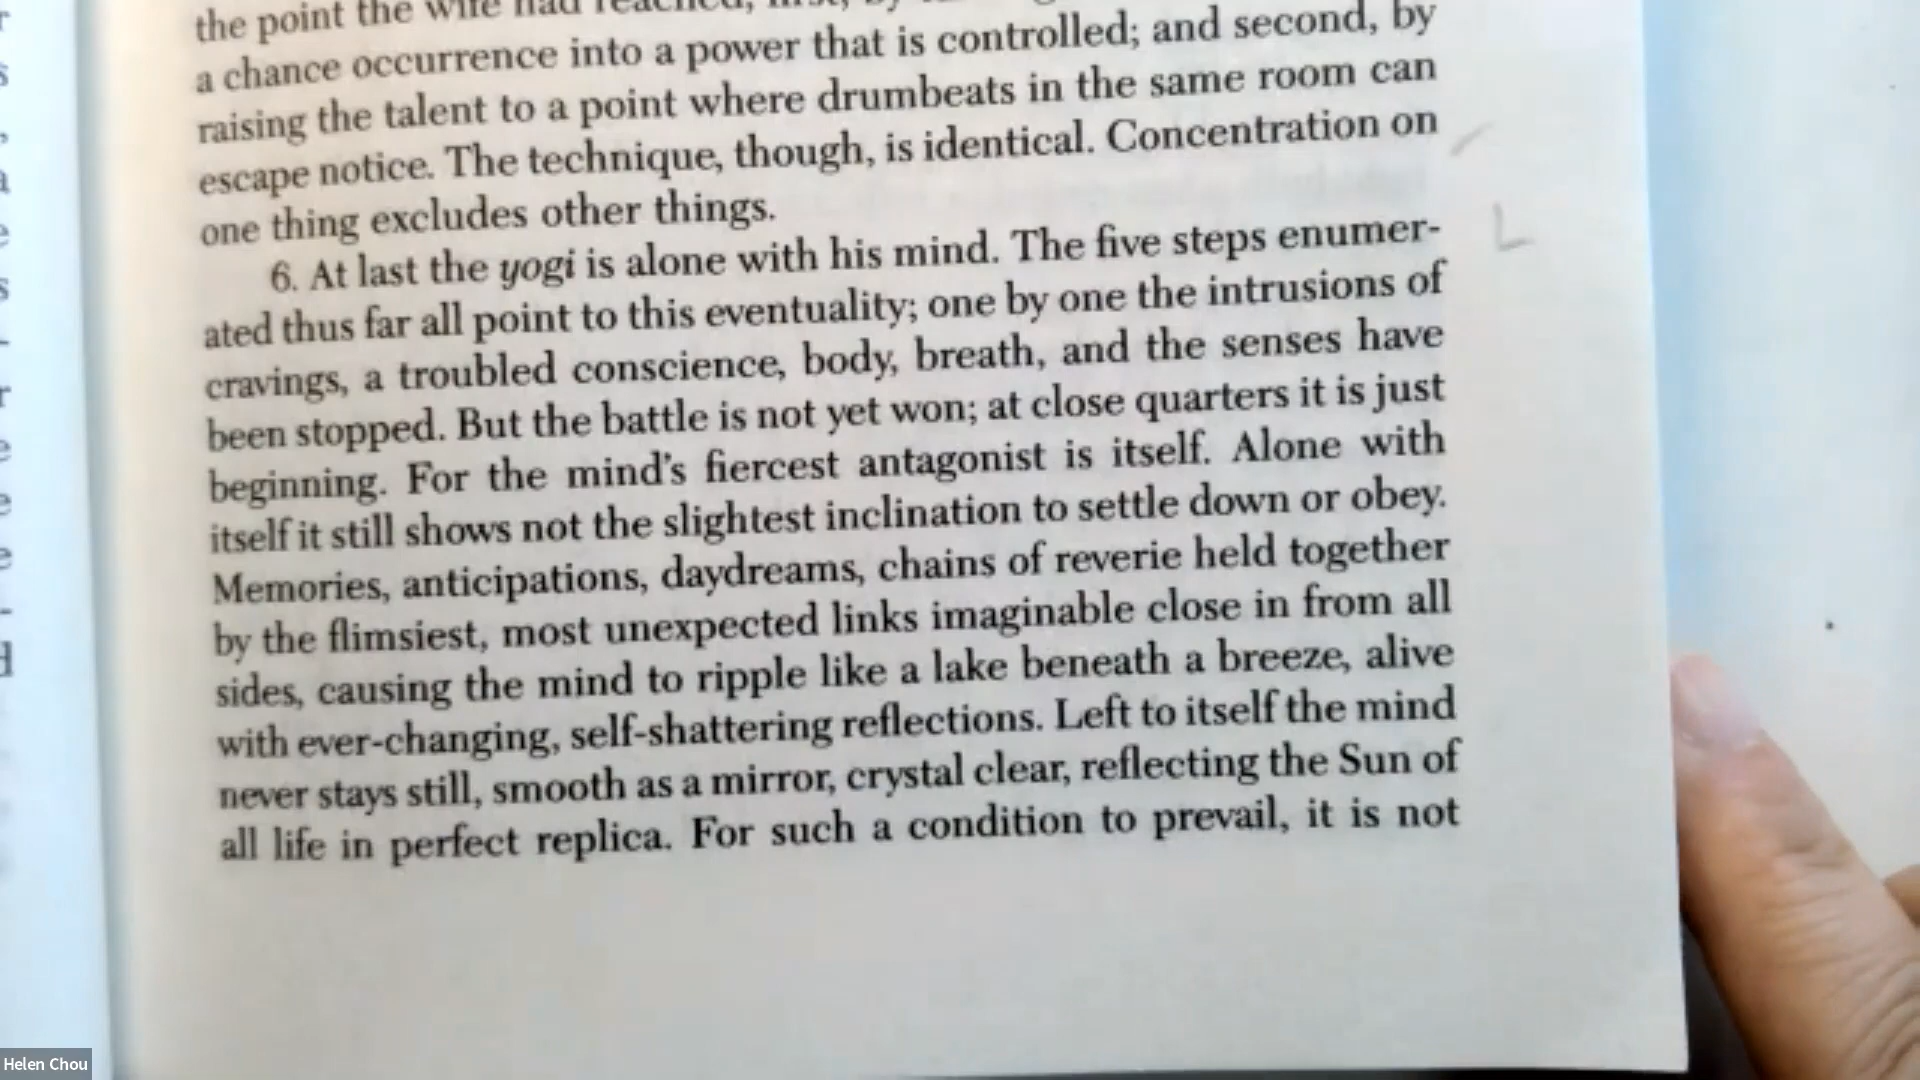 the point the wife had reached, first, by
a chance occurrence into a power that is controlled; and second, by
raising the talent to a point where drumbeats in the same room can
escape notice. The technique, though, is identical. Concentration on
one thing excludes other things.
6. At last the yogi is alone with his mind. The five steps enumer-
ated thus far all point to this eventuality; one by one the intrusions of
cravings, a troubled conscience, body, breath, and the senses have
been stopped. But the battle is not yet won; at close quarters it is just
beginning. For the mind's fiercest antagonist is itself. Alone with
itself it still shows not the slightest inclination to settle down or obey.
Memories, anticipations, daydreams, chains of reverie held together
by the flimsiest, most unexpected links imaginable close in from all
sides, causing the mind to ripple like a lake beneath a breeze, alive
with ever-changing, self-shattering reflections. Left to itself the mind
never stays still, smooth as a mirror, crystal clear, reflecting the Sun of
all life in perfect replica. For such a condition to prevail, it is not
Helen Chou